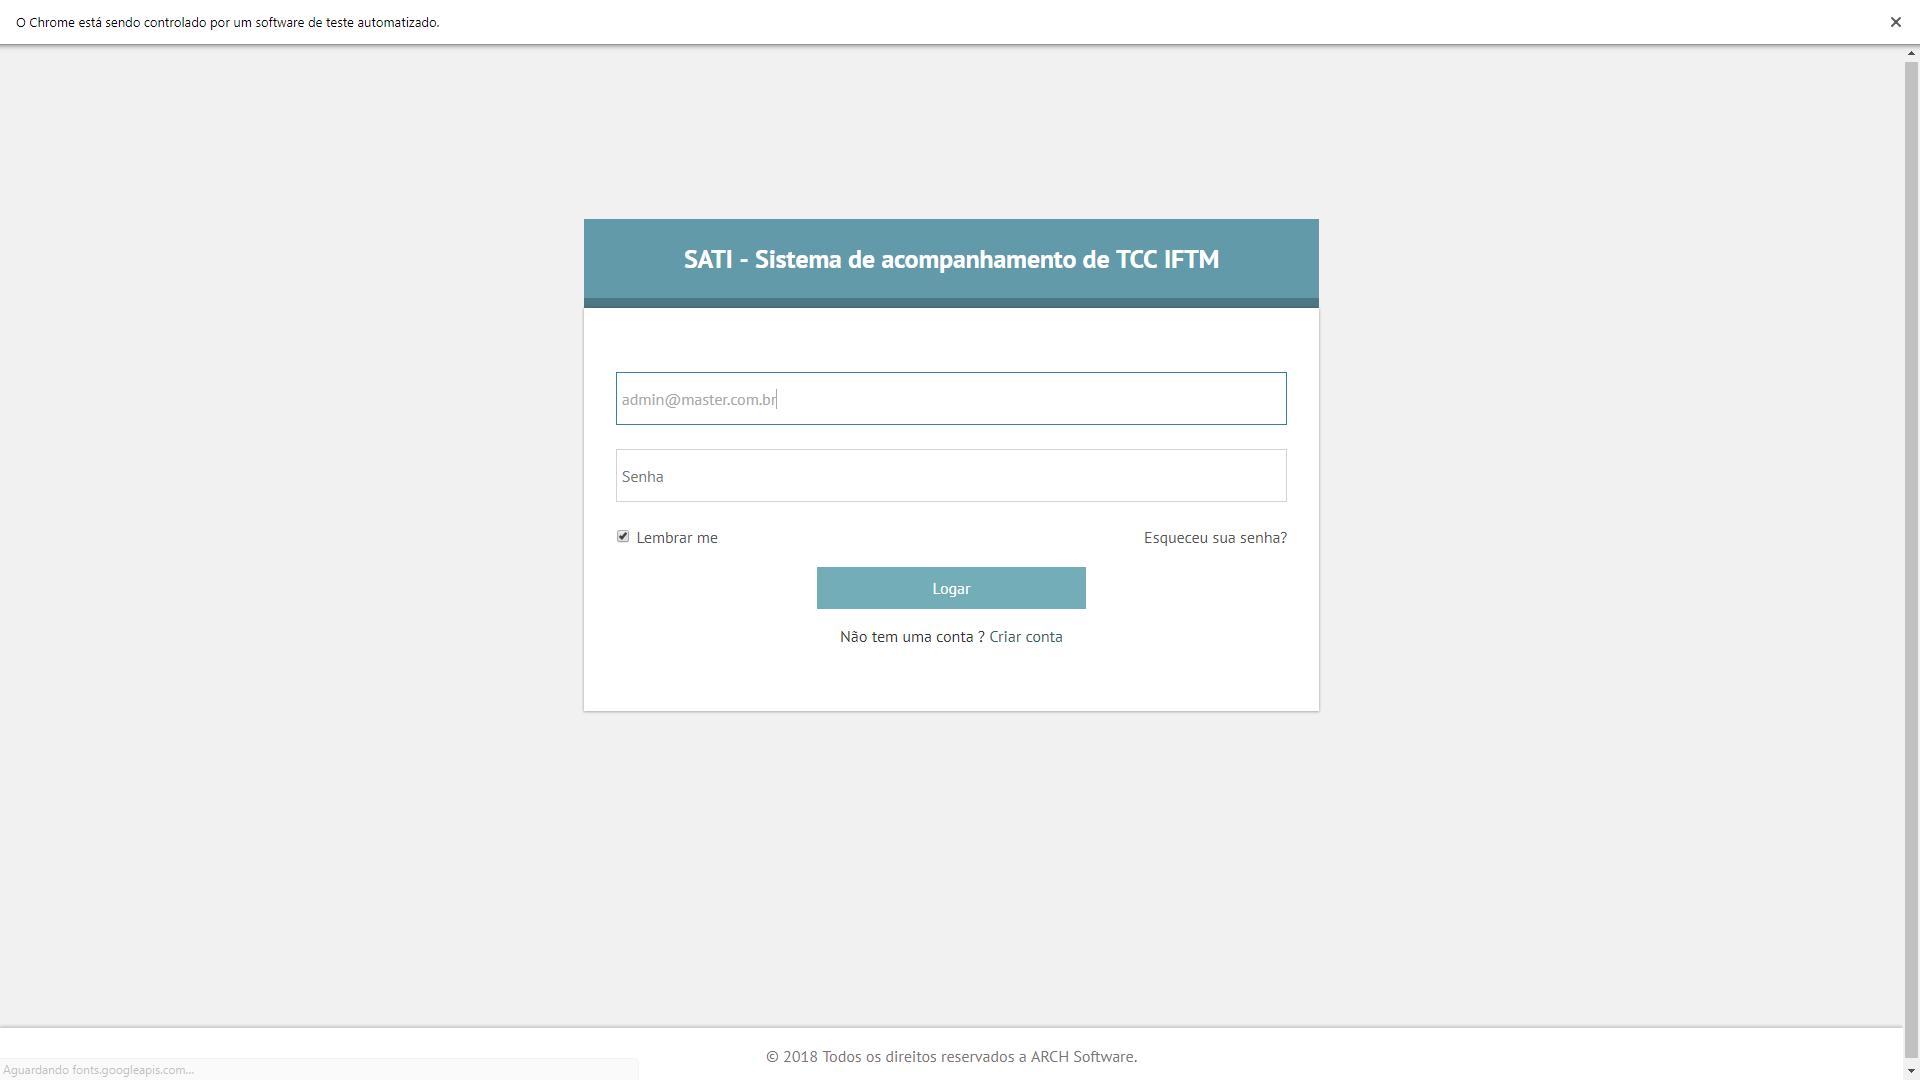 O Chrome está sendo controlado por um software de teste automatizado.
SATI - Sistema de acompanhamento de TCC IFTM
admin@master.com.br
Senha
Lembrar me
Esqueceu sua senha?
Logar
Não tem uma conta ? Criar conta
© 2018 Todos os direitos reservados a ARCH Software.
Aguardando fonts.googleapis.com...